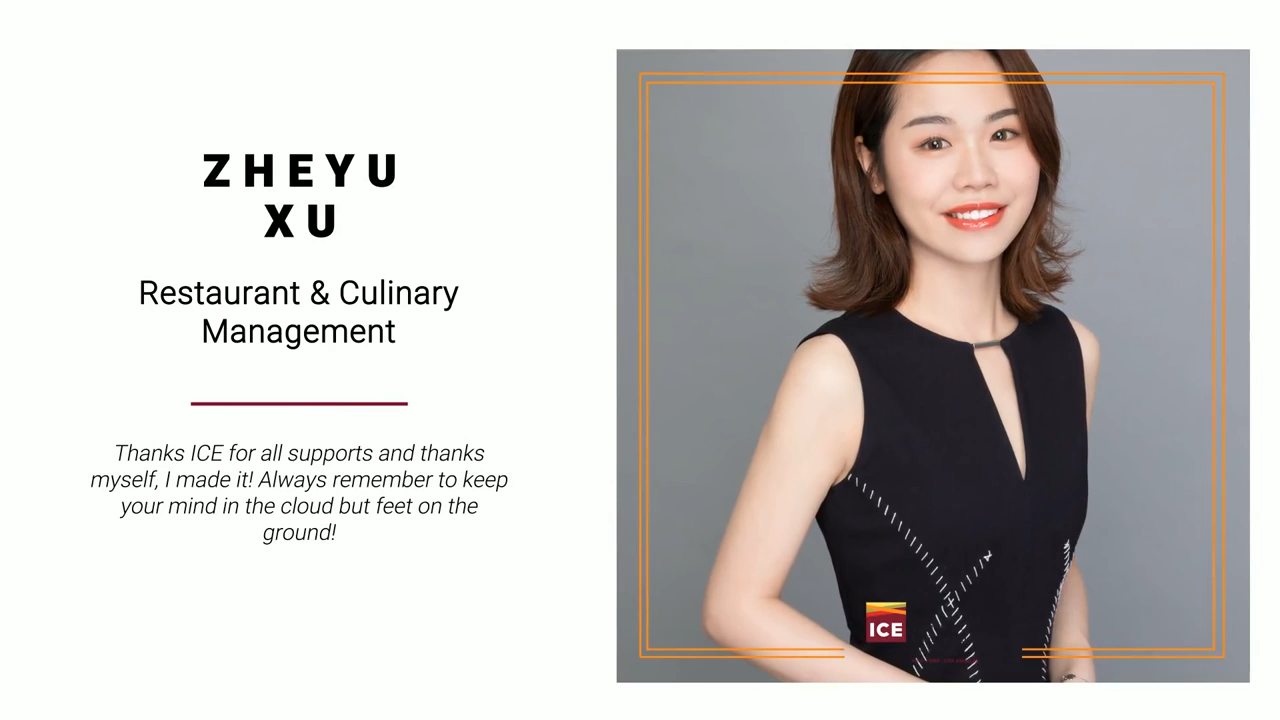 ZHEYU
XU
Restaurant & Culinary
Management
Thanks ICE for all supports and thanks
myself, I made it! Always remember to keep
your mind in the cloud but feet on the
ground!
ICE